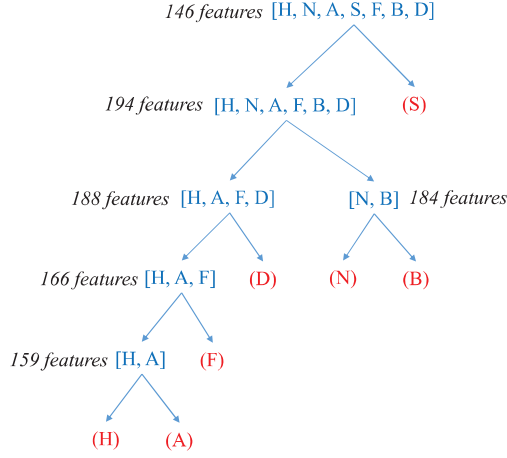 146 features [H, N, A, S, F, B, D]
194 features [H, N, A, F, B, D] (S)
188 features [H, A, F, D] [N, B] 184 features
166 features [H, A, F] (D) (N) (B)
159 features [H, A] (F)
(H) (A)